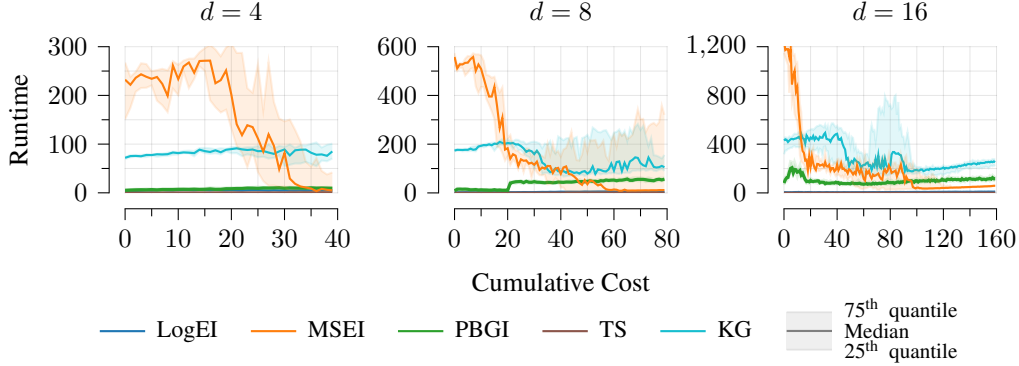 d = 4 d = 8 d = 16
Runtime
300
200
100
0
600
400
200
0
1,200
800
400
0
0 10 20 30 40
0 20 40 60 80
0 40 80 120 160
Cumulative Cost
LogEI MSEI PBGI TS KG
75th quantile
Median
25th quantile